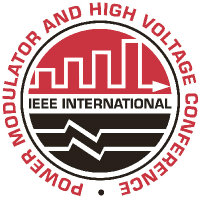 POWER MODULATOR AND HIGH VOLTAGE CONFERENCE •
IEEE INTERNATIONAL